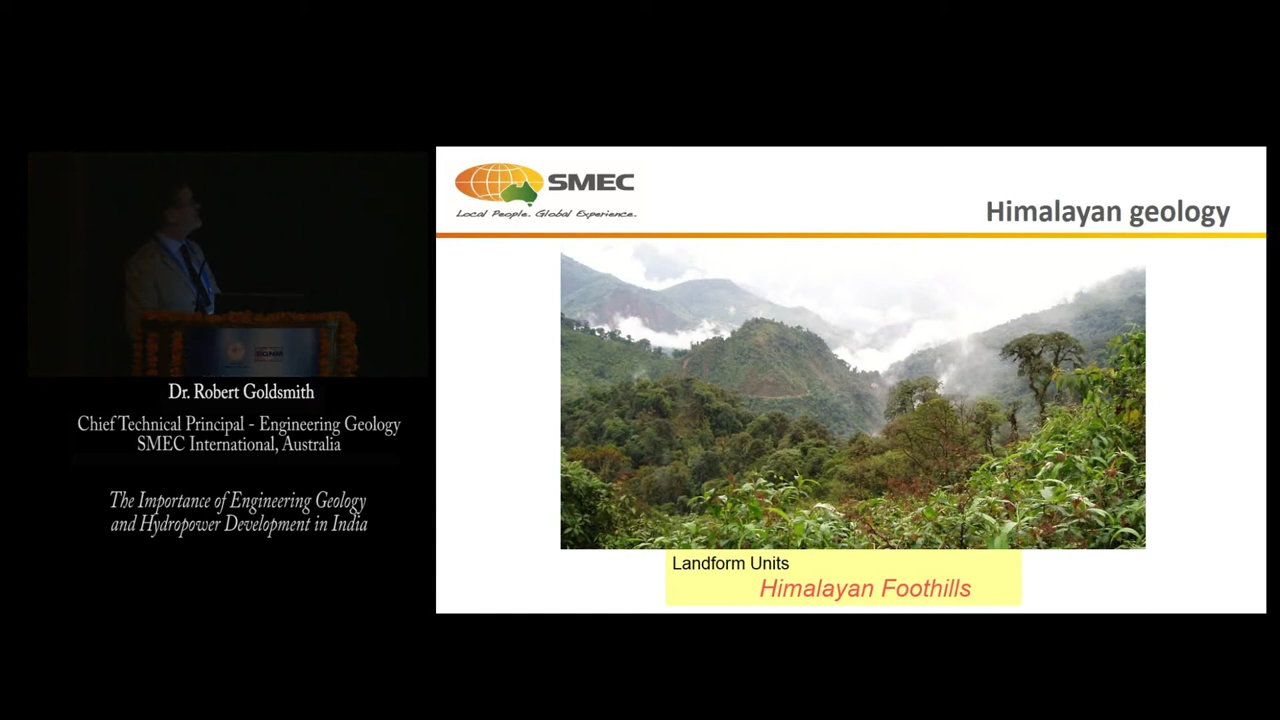 SMEC
Local People. Global Experience.
Himalayan geology
Landform Units
Himalayan Foothills
EGNM
Dr. Robert Goldsmith
Chief Technical Principal - Engineering Geology
SMEC International, Australia
The Importance of Engineering Geology
and Hydropower Development in India